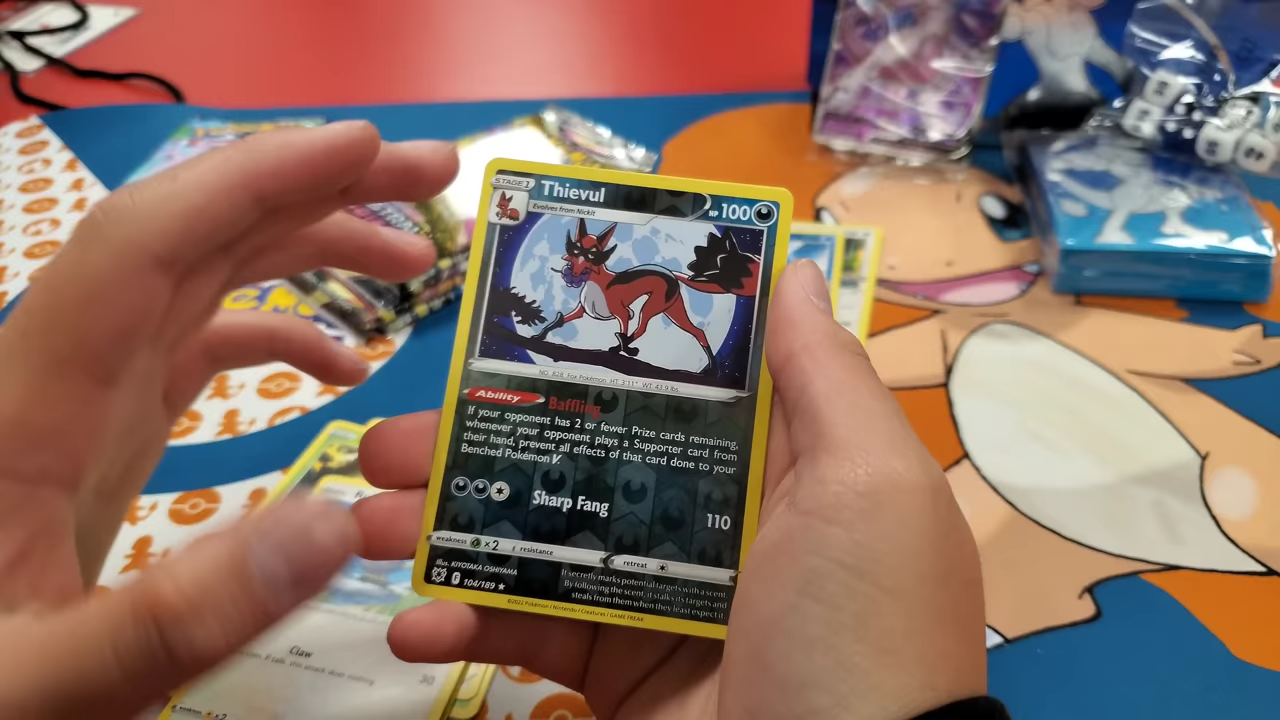 STAGE 1
Thievul
HP 100
Evolves from Nickit
NO. 828 Fox Pokémon HT: 3'11" WT: 43.9 lbs.
Ability Baffling
If your opponent has 2 or fewer Prize cards remaining,
whenever your opponent plays a Supporter card from
their hand, prevent all effects of that card done to your
Benched Pokémon V.
Sharp Fang
110
weakness ×2 resistance
retreat
Illus. KIYOTAKA OSHIYAMA
F 104/189 ★
It secretly marks potential targets with a scent.
By following the scent, it stalks its targets and
steals from them when they least expect it.
©2022 Pokémon / Nintendo / Creatures / GAME FREAK
Claw
30
weakness ×2